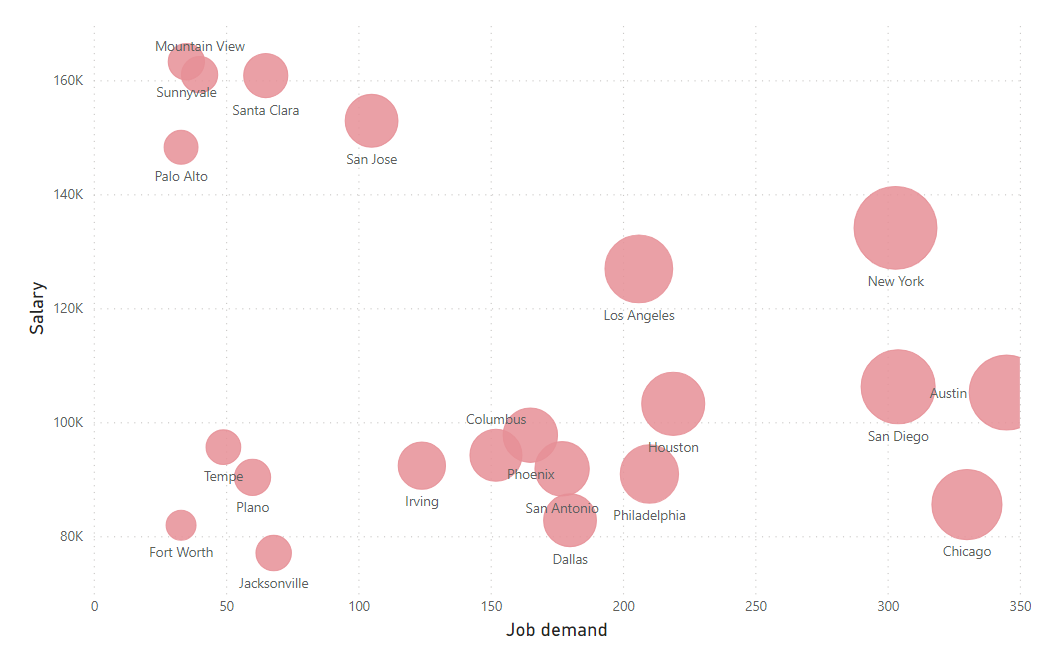 Mountain View
160K
Sunnyvale
Santa Clara
San Jose
Palo Alto
140K
New York
Salary
120K
Los Angeles
Austin
Columbus
100K
San Diego
Houston
Phoenix
Tempe
Irving
Plano
San Antonio
Philadelphia
80K
Fort Worth
Dallas
Chicago
Jacksonville
0 50 100 150 200 250 300 350
Job demand